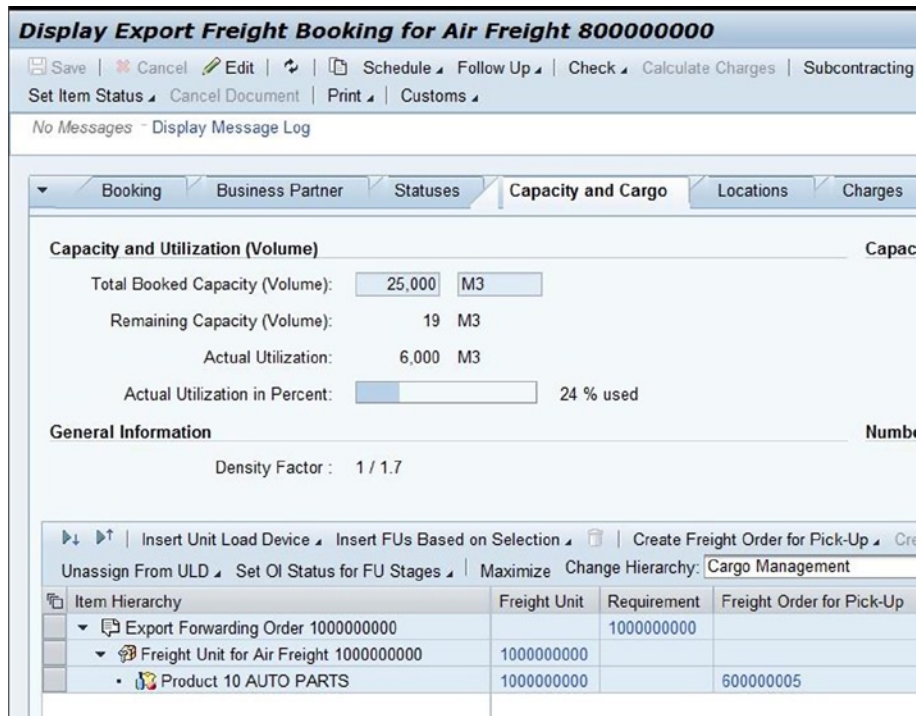 Display Export Freight Booking for Air Freight 800000000
Save | Cancel Edit | | Schedule Follow Up | Check Calculate Charges | Subcontracting
Set Item Status Cancel Document | Print | Customs
No Messages - Display Message Log
Booking Business Partner Statuses Capacity and Cargo Locations Charges
Capacity and Utilization (Volume) Capac
Total Booked Capacity (Volume): 25,000 M3
Remaining Capacity (Volume): 19 M3
Actual Utilization: 6,000 M3
Actual Utilization in Percent: 24 % used
General Information Numbe
Density Factor : 1 / 1.7
Insert Unit Load Device Insert FUs Based on Selection | Create Freight Order for Pick-Up Cre
Unassign From ULD Set OI Status for FU Stages | Maximize Change Hierarchy: Cargo Management
Item Hierarchy Freight Unit Requirement Freight Order for Pick-Up
Export Forwarding Order 1000000000 1000000000
Freight Unit for Air Freight 1000000000 1000000000
Product 10 AUTO PARTS 1000000000 600000005